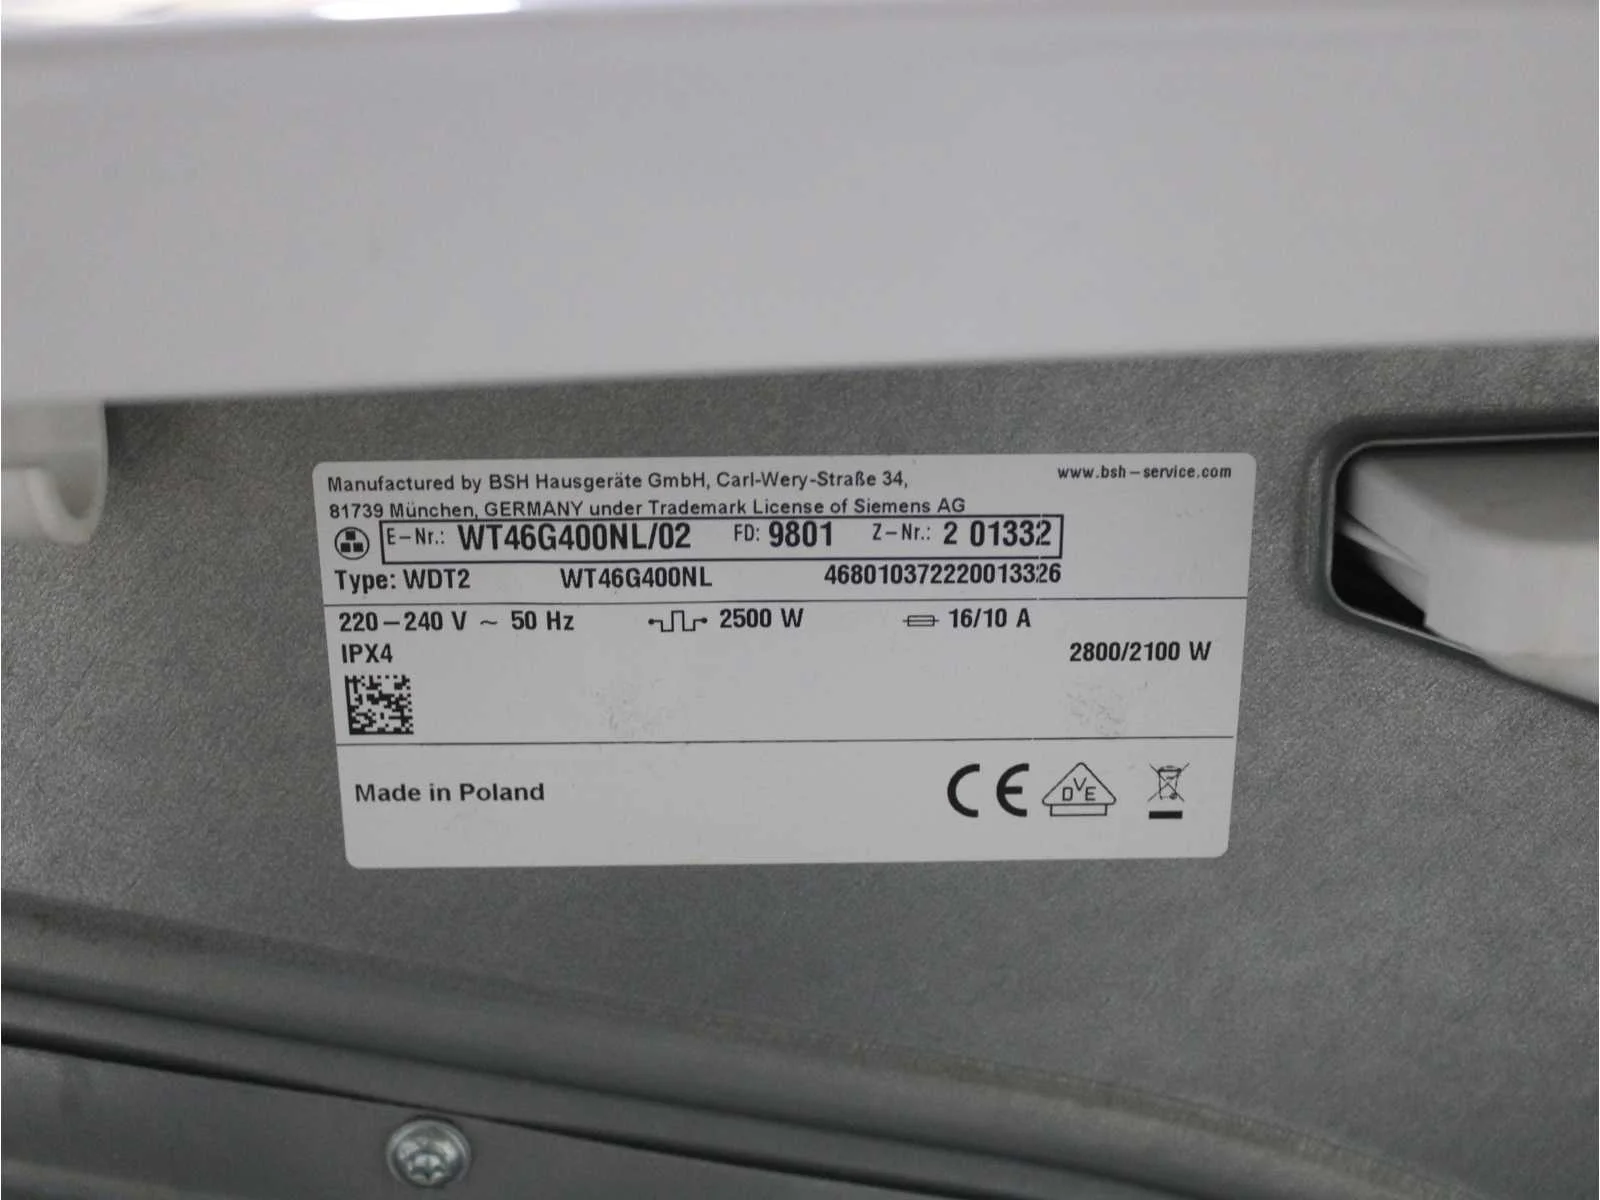 Manufactured by BSH Hausgeräte GmbH, Carl-Wery-Straße 34,
www.bsh-service.com
81739 München, GERMANY under Trademark License of Siemens AG
E-Nr.: WT46G400NL/02 FD: 9801 Z-Nr.: 2 01332
Type: WDT2 WT46G400NL 468010372220013326
220-240 V ~ 50 Hz 2500 W 16/10 A
IPX4 2800/2100 W
Made in Poland CE DVE